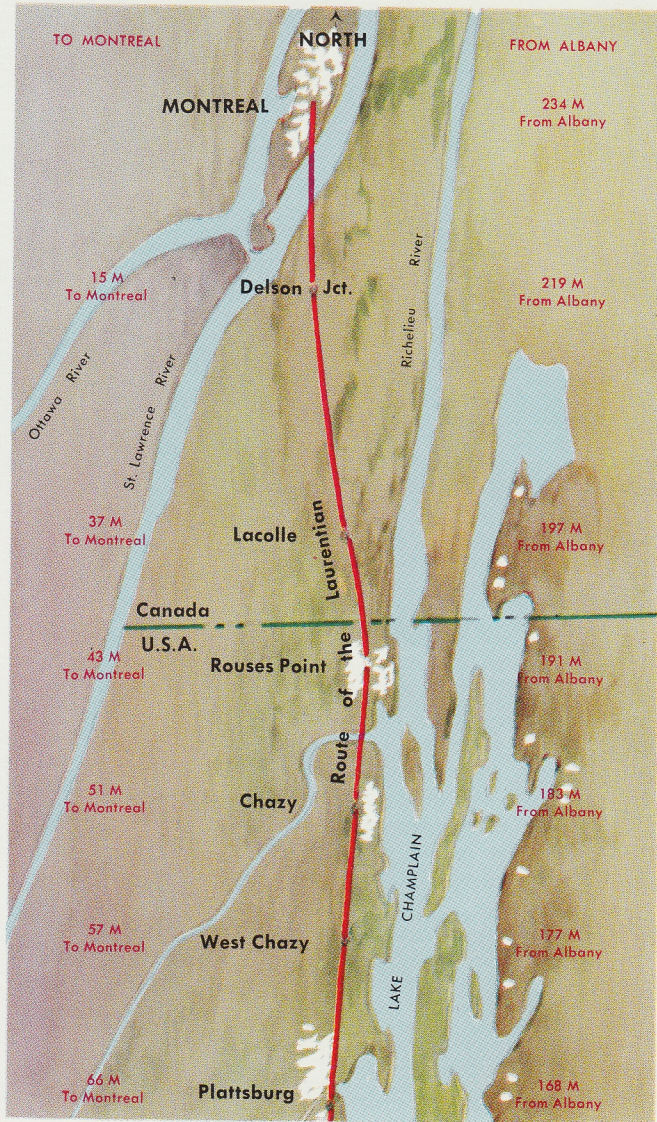 TO MONTREAL
NORTH
FROM ALBANY
MONTREAL
234 M
From Albany
15 M
To Montreal
Delson Jct.
219 M
From Albany
Richelieu River
Ottawa River
St. Lawrence River
37 M
To Montreal
Lacolle
197 M
From Albany
Route of the Laurentian
Canada
U.S.A.
43 M
To Montreal
Rouses Point
191 M
From Albany
51 M
To Montreal
Chazy
183 M
From Albany
LAKE CHAMPLAIN
57 M
To Montreal
West Chazy
177 M
From Albany
66 M
To Montreal
Plattsburg
168 M
From Albany